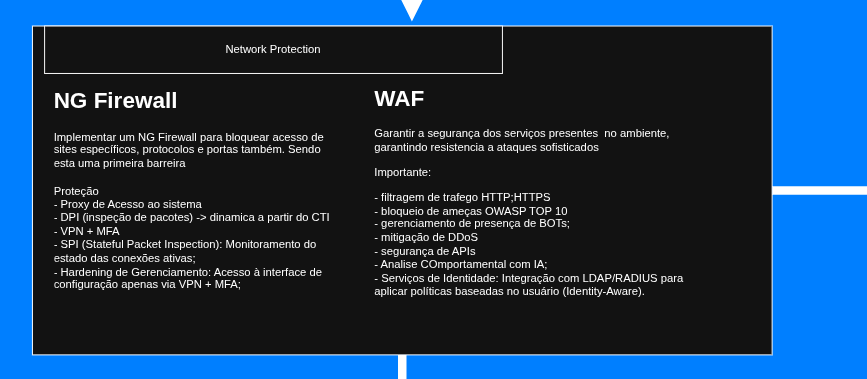 Network Protection
NG Firewall
Implementar um NG Firewall para bloquear acesso de
sites específicos, protocolos e portas também. Sendo
esta uma primeira barreira
Proteção
- Proxy de Acesso ao sistema
- DPI (inspeção de pacotes) -> dinamica a partir do CTI
- VPN + MFA
- SPI (Stateful Packet Inspection): Monitoramento do
estado das conexões ativas;
- Hardening de Gerenciamento: Acesso à interface de
configuração apenas via VPN + MFA;
WAF
Garantir a segurança dos serviços presentes  no ambiente,
garantindo resistencia a ataques sofisticados
Importante:
- filtragem de trafego HTTP;HTTPS
- bloqueio de ameças OWASP TOP 10
- gerenciamento de presença de BOTs;
- mitigação de DDoS
- segurança de APIs
- Analise COmportamental com IA;
- Serviços de Identidade: Integração com LDAP/RADIUS para
aplicar políticas baseadas no usuário (Identity-Aware).